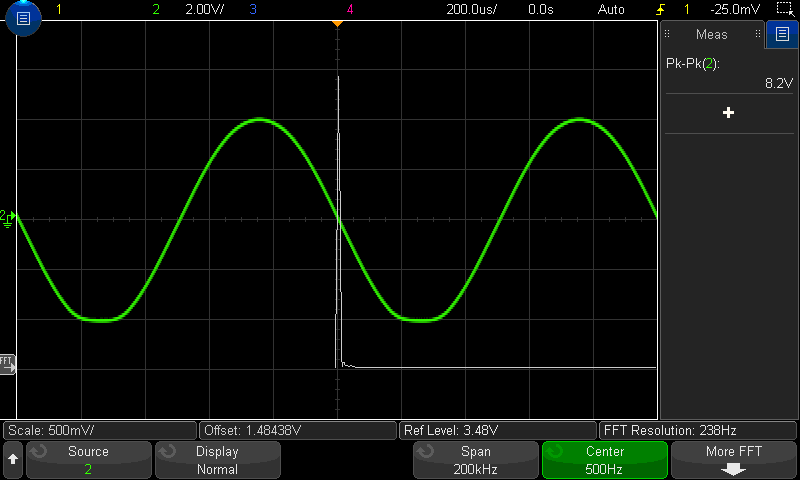 1 2 2.00V/ 3 4 200.0us/ 0.0s Auto 1 -25.0mV
Meas
Pk-Pk(2):
8.2V
+
2
FFT
Scale: 500mV/ Offset: 1.48438V Ref Level: 3.48V FFT Resolution: 238Hz
Source Display Span Center More FFT
2 Normal 200kHz 500Hz